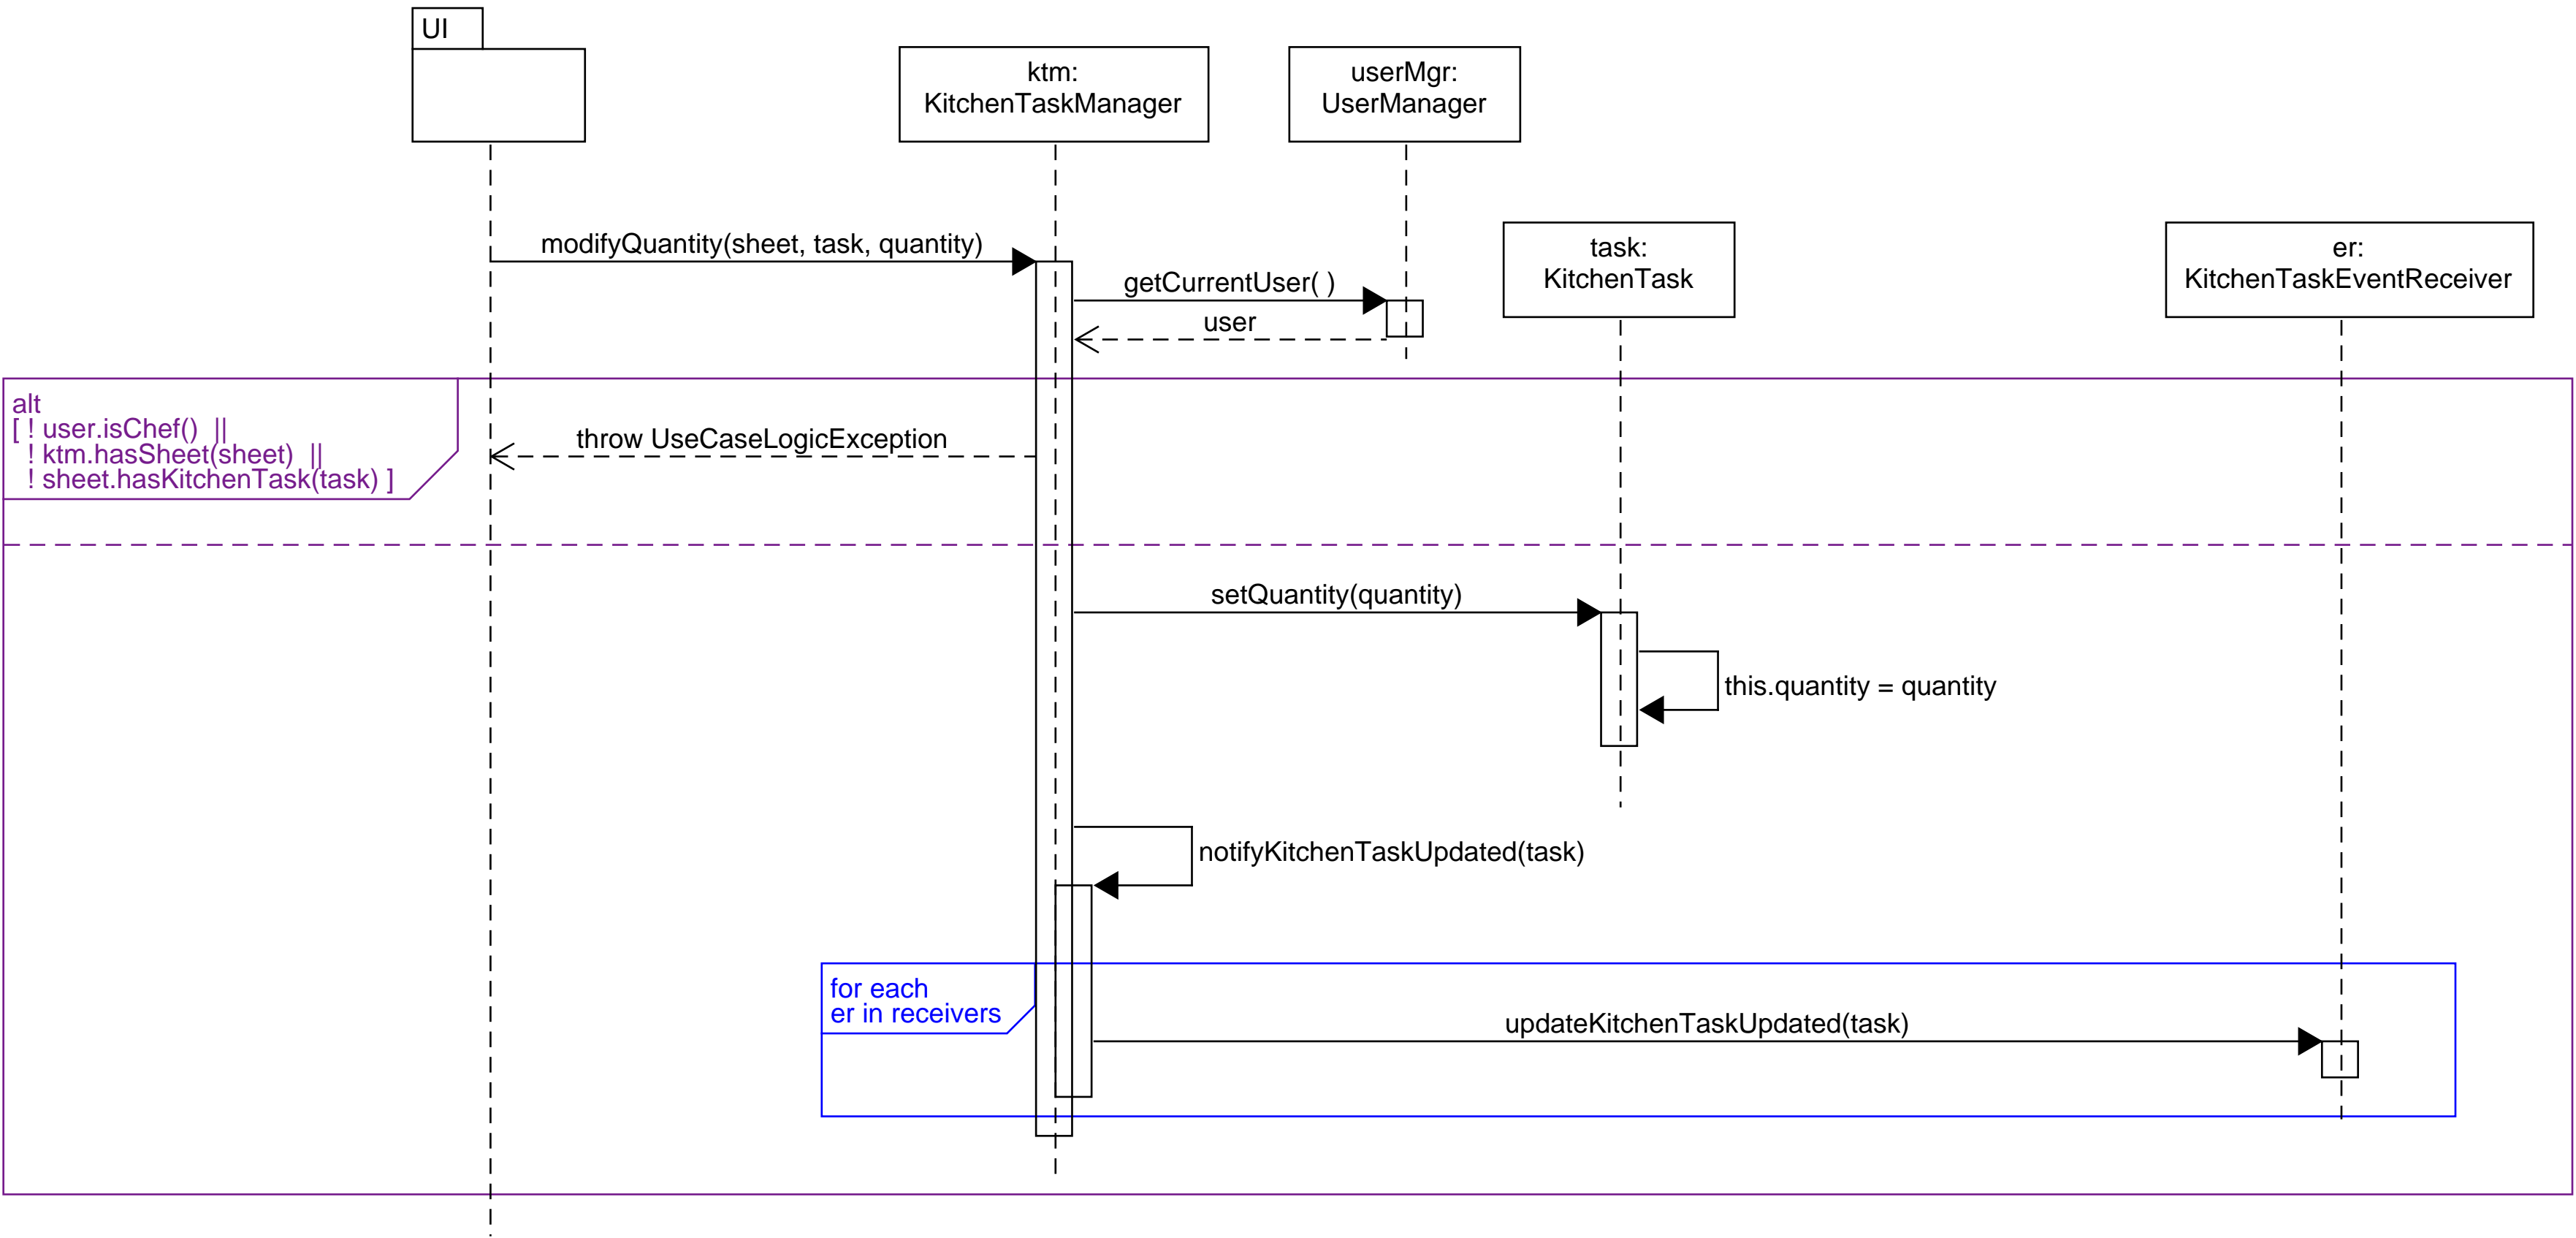 UI
ktm:
KitchenTaskManager
userMgr:
UserManager
modifyQuantity(sheet, task, quantity)
getCurrentUser( )
user
task:
KitchenTask
er:
KitchenTaskEventReceiver
alt
[ ! user.isChef()  ||
! ktm.hasSheet(sheet)  ||
! sheet.hasKitchenTask(task) ]
throw UseCaseLogicException
setQuantity(quantity)
this.quantity = quantity
notifyKitchenTaskUpdated(task)
for each
er in receivers
updateKitchenTaskUpdated(task)